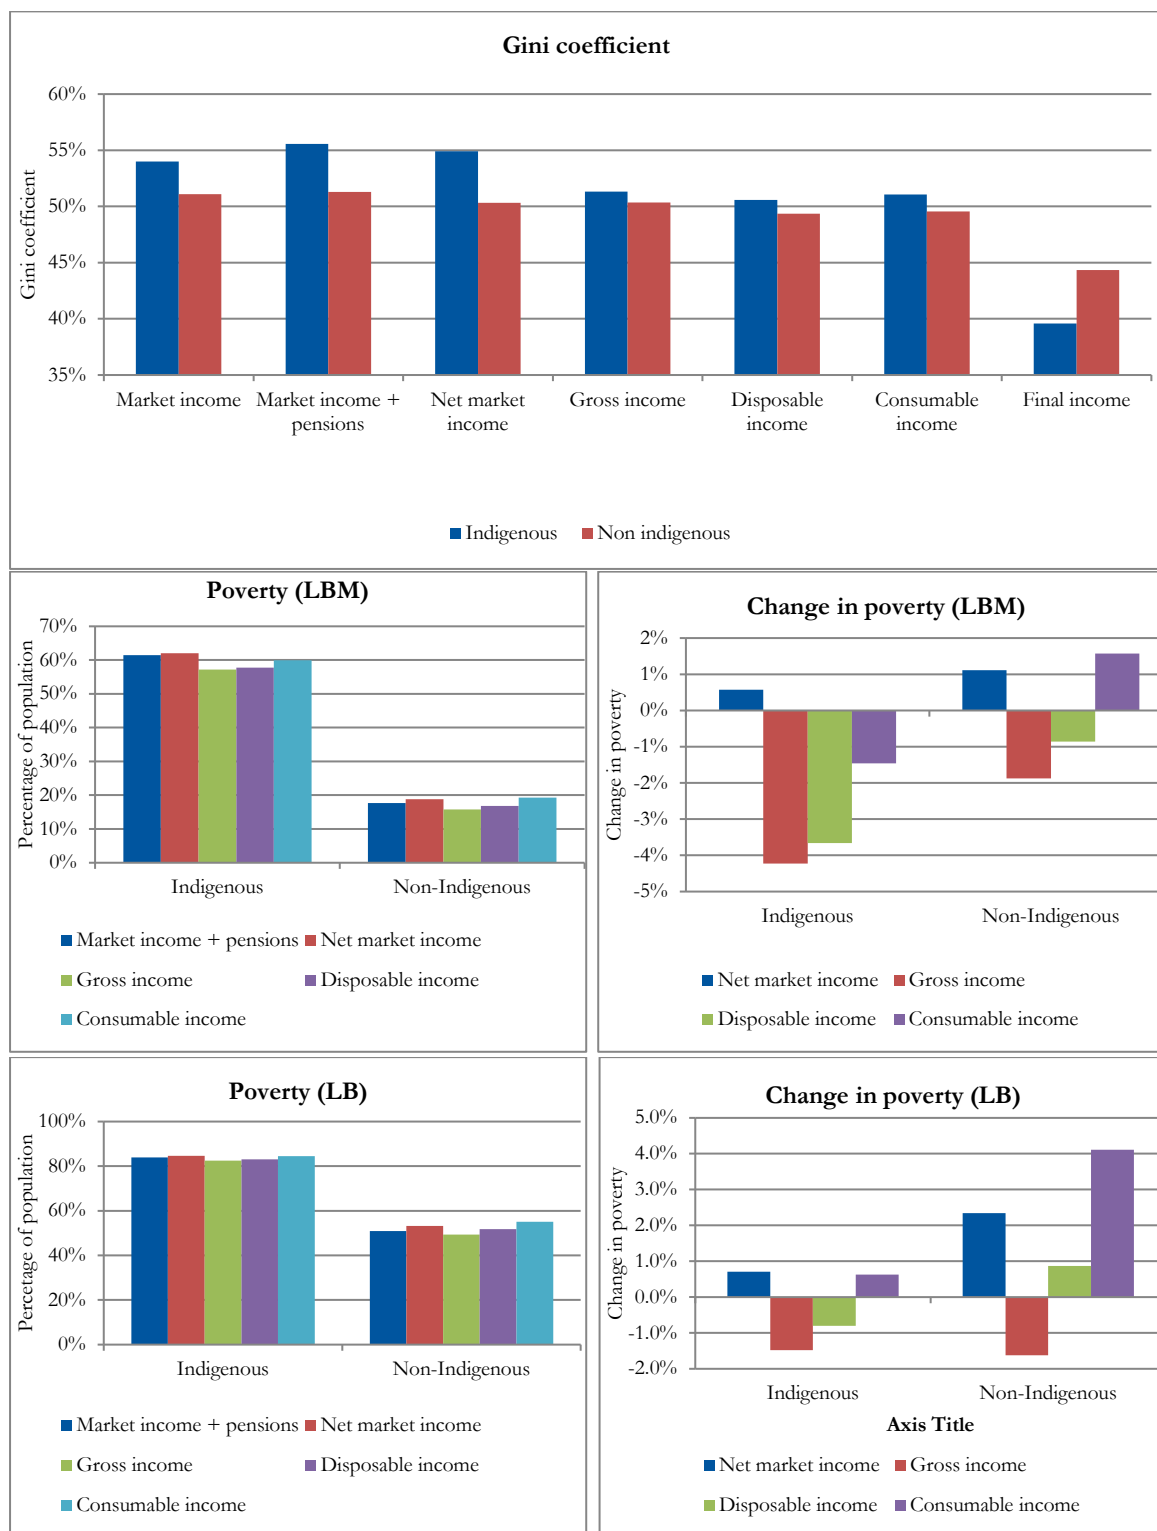 Gini coefficient
Gini coefficient
60%
55%
50%
45%
40%
35%
Market income
Market income + pensions
Net market income
Gross income
Disposable income
Consumable income
Final income
Indigenous
Non indigenous
Poverty (LBM)
Percentage of population
70%
60%
50%
40%
30%
20%
10%
0%
Indigenous
Non-Indigenous
Market income + pensions
Net market income
Gross income
Disposable income
Consumable income
Change in poverty (LBM)
Change in poverty
2%
1%
0%
-1%
-2%
-3%
-4%
-5%
Indigenous
Non-Indigenous
Net market income
Gross income
Disposable income
Consumable income
Poverty (LB)
Percetage of population
100%
80%
60%
40%
20%
0%
Indigenous
Non-Indigenous
Market income + pensions
Net market income
Gross income
Disposable income
Consumable income
Change in poverty (LB)
Change in poverty
5.0%
4.0%
3.0%
2.0%
1.0%
0.0%
-1.0%
-2.0%
Indigenous
Non-Indigenous
Axis Title
Net market income
Gross income
Disposable income
Consumable income